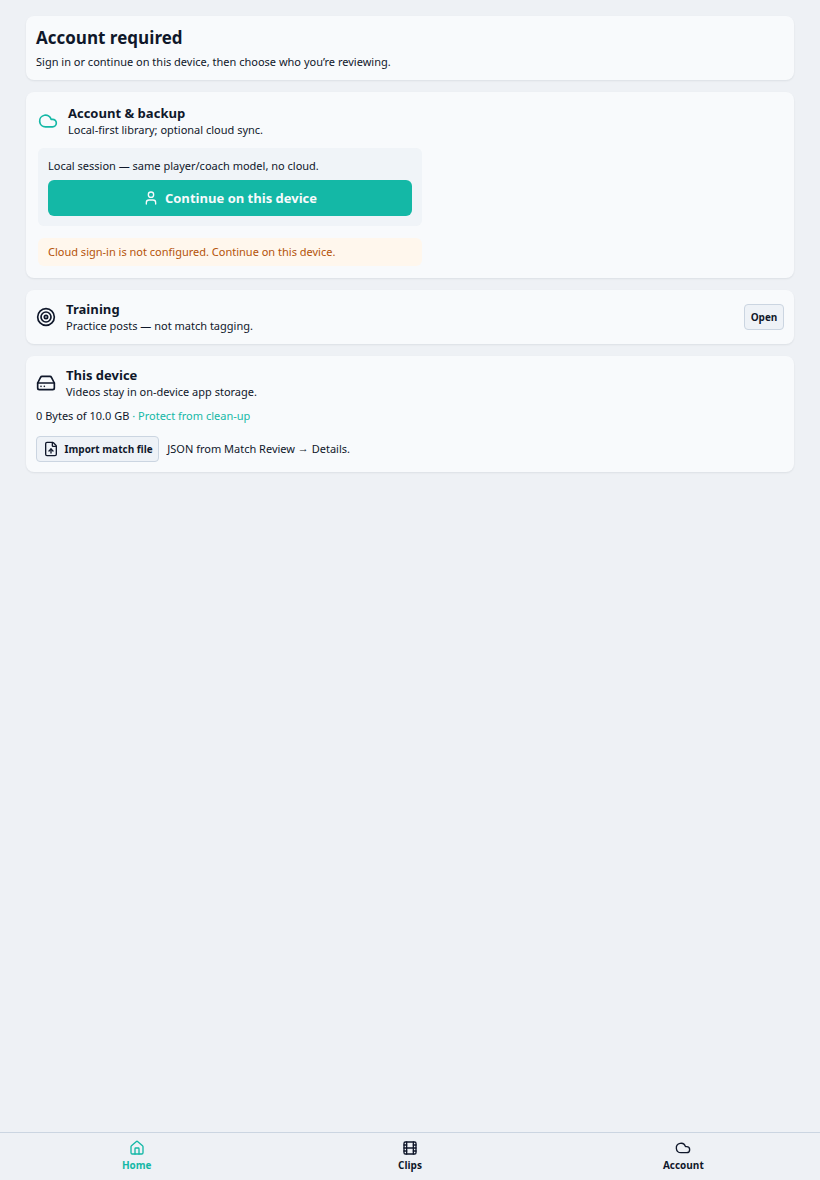 Account required
Sign in or continue on this device, then choose who you’re reviewing.
Account & backup
Local-first library; optional cloud sync.
Local session — same player/coach model, no cloud.
Continue on this device
Cloud sign-in is not configured. Continue on this device.
Training
Practice posts — not match tagging.
Open
This device
Videos stay in on-device app storage.
0 Bytes of 10.0 GB · Protect from clean-up
Import match file JSON from Match Review → Details.
Home Clips Account